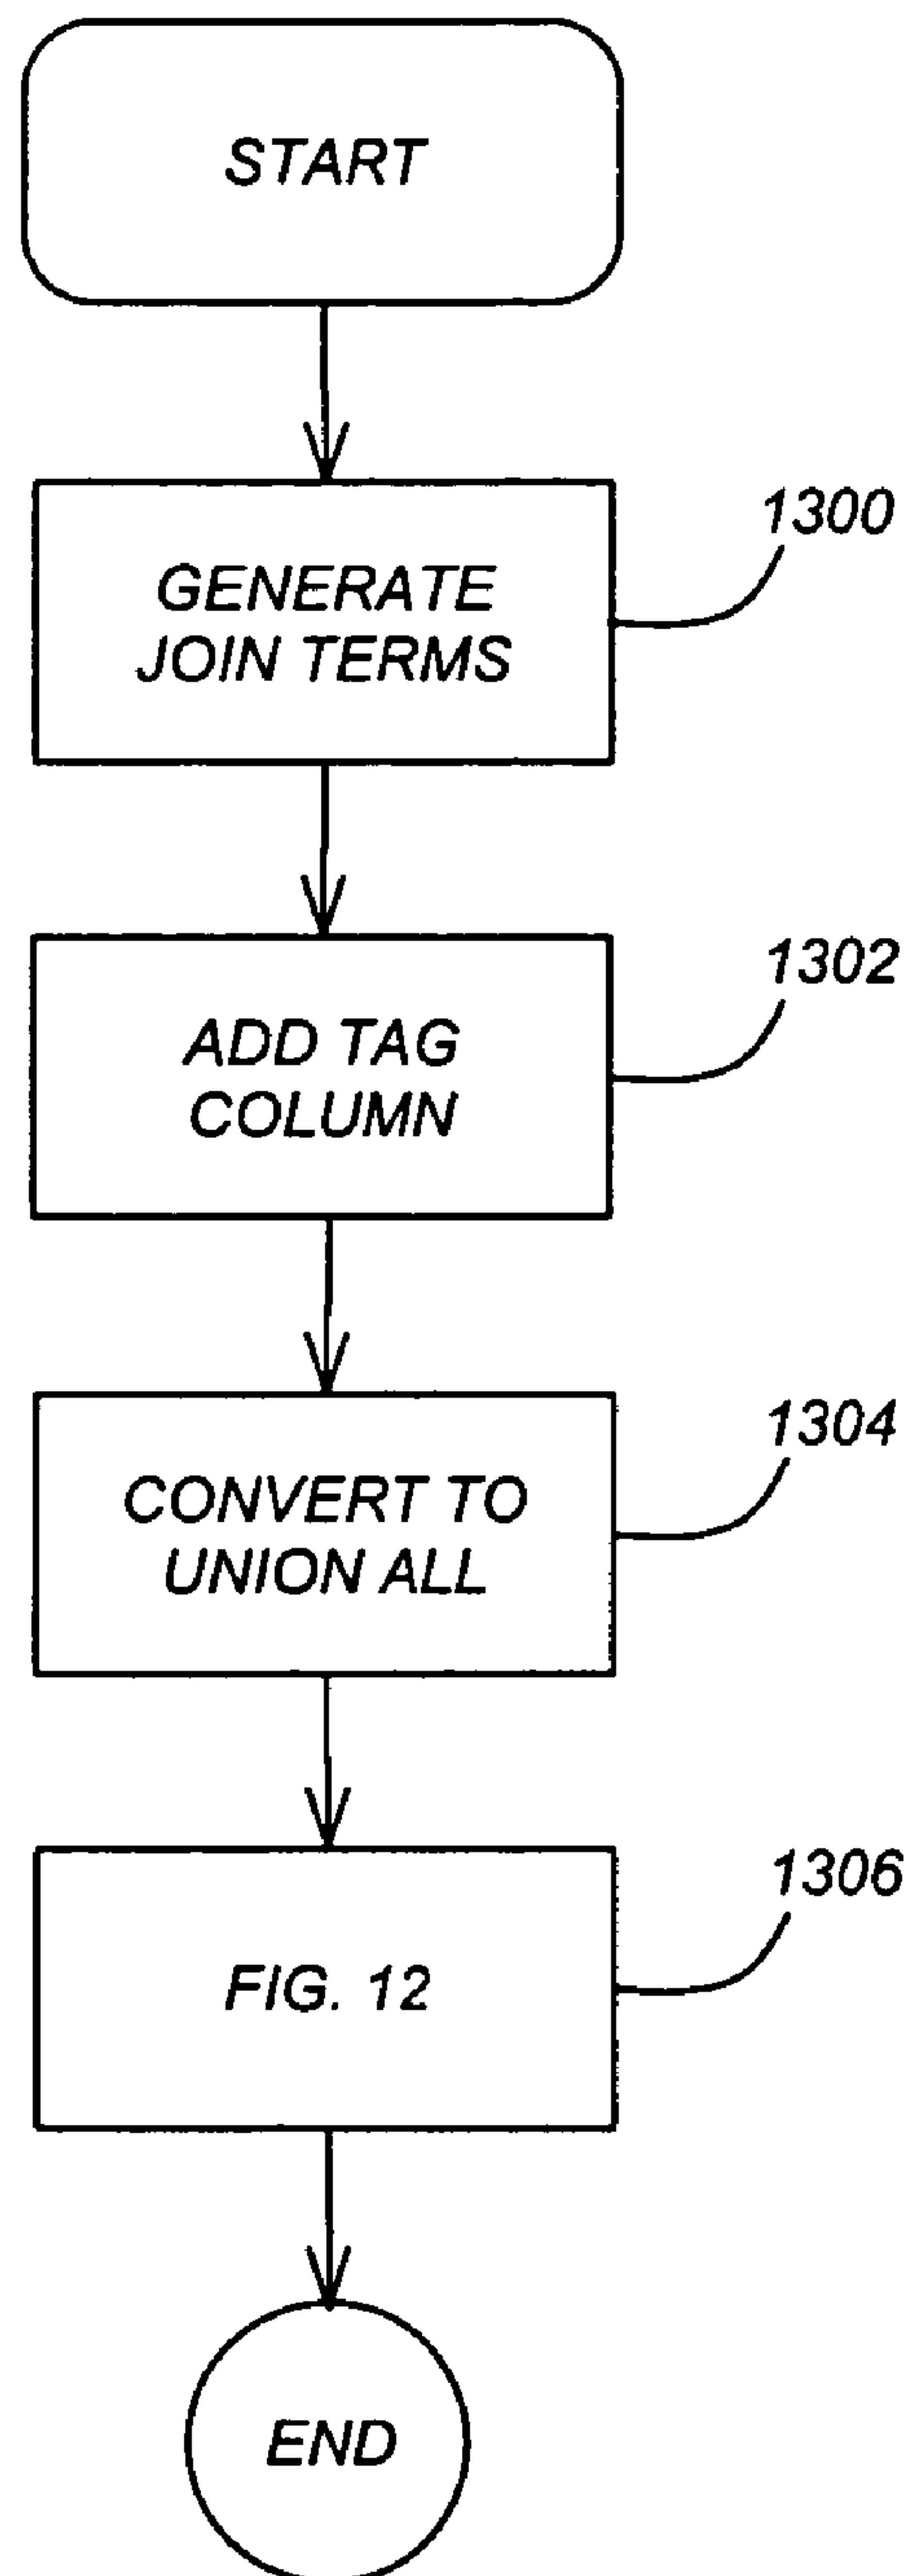 START
GENERATE
JOIN TERMS
1300
ADD TAG
COLUMN
1302
CONVERT TO
UNION ALL
1304
FIG. 12
1306
END